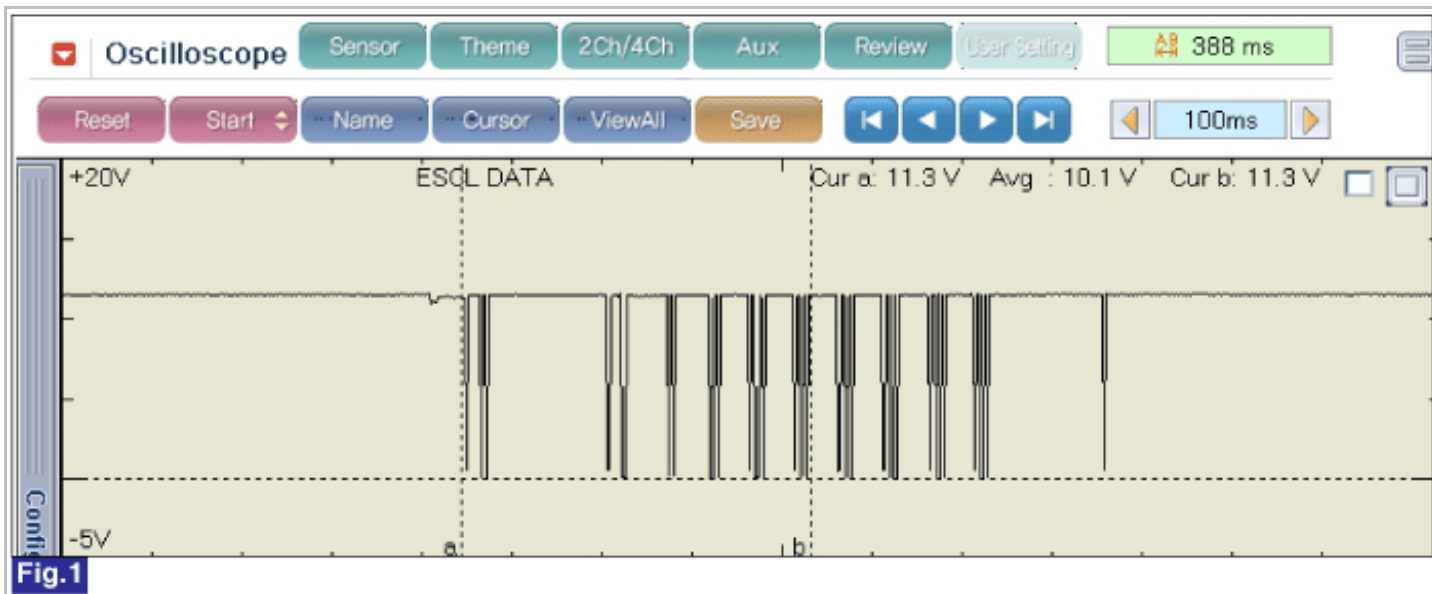 Oscilloscope Sensor Theme 2Ch/4Ch Aux Review User Setting 388 ms
Reset Start Name Cursor ViewAll Save 100ms
+20V ESCL DATA Cur a: 11.3 V Avg : 10.1 V Cur b: 11.3 V
-5V a b
Fig.1